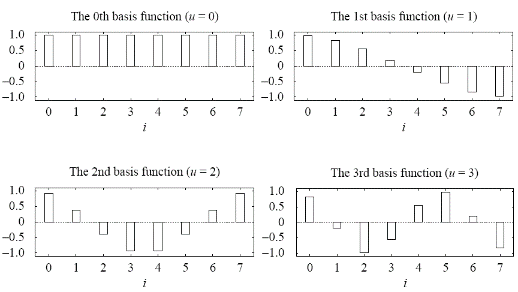 The 0th basis function (u = 0)
1.0
0.5
0
−0.5
−1.0
0 1 2 3 4 5 6 7
i
The 1st basis function (u = 1)
1.0
0.5
0
−0.5
−1.0
0 1 2 3 4 5 6 7
i
The 2nd basis function (u = 2)
1.0
0.5
0
−0.5
−1.0
0 1 2 3 4 5 6 7
i
The 3rd basis function (u = 3)
1.0
0.5
0
−0.5
−1.0
0 1 2 3 4 5 6 7
i